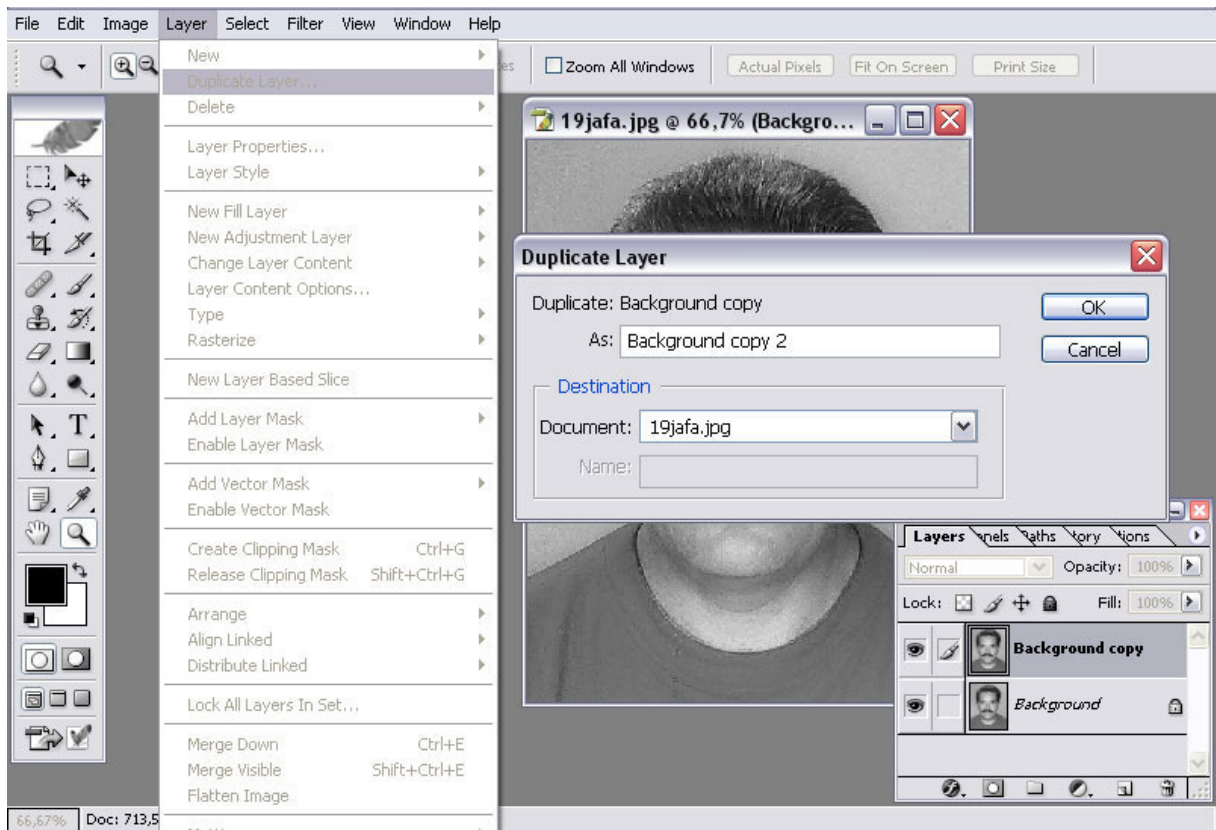 File Edit Image Layer Select Filter View Window Help
Zoom All Windows Actual Pixels Fit On Screen Print Size
New
Duplicate Layer...
Delete
Layer Properties...
Layer Style
New Fill Layer
New Adjustment Layer
Change Layer Content
Layer Content Options...
Type
Rasterize
New Layer Based Slice
Add Layer Mask
Enable Layer Mask
Add Vector Mask
Enable Vector Mask
Create Clipping Mask Ctrl+G
Release Clipping Mask Shift+Ctrl+G
Arrange
Align Linked
Distribute Linked
Lock All Layers In Set...
Merge Down Ctrl+E
Merge Visible Shift+Ctrl+E
Flatten Image
19jafa.jpg @ 66,7% (Backgro...
Duplicate Layer
Duplicate: Background copy
As: Background copy 2
OK
Cancel
Destination
Document: 19jafa.jpg
Name:
Layers nnels Paths tory tions
Normal Opacity: 100%
Lock: Fill: 100%
Background copy
Background
66,67% Doc: 713,5